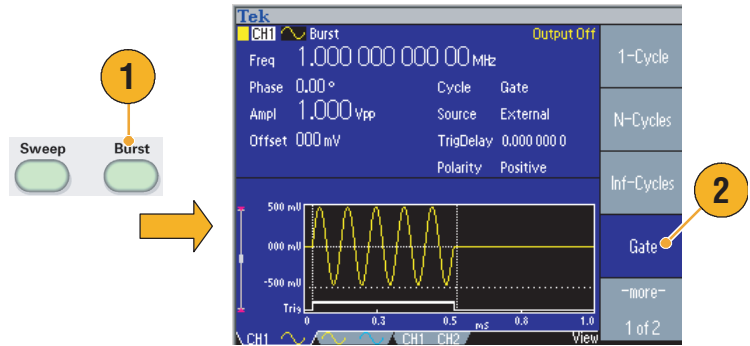 1
Sweep Burst
Tek
CH1 Burst Output Off
Freq 1.000 000 000 00 MHz
Phase 0.00 ° Cycle Gate
Ampl 1.000 Vpp Source External
Offset 000 mV TrigDelay 0.000 000 0
Polarity Positive
500 mV
000 mV
-500 mV
Trig
0 0.3 0.5 ms 0.8 1.0
CH1 CH1 CH2 View
1-Cycle
N-Cycles
Inf-Cycles
Gate
-more-
1 of 2
2